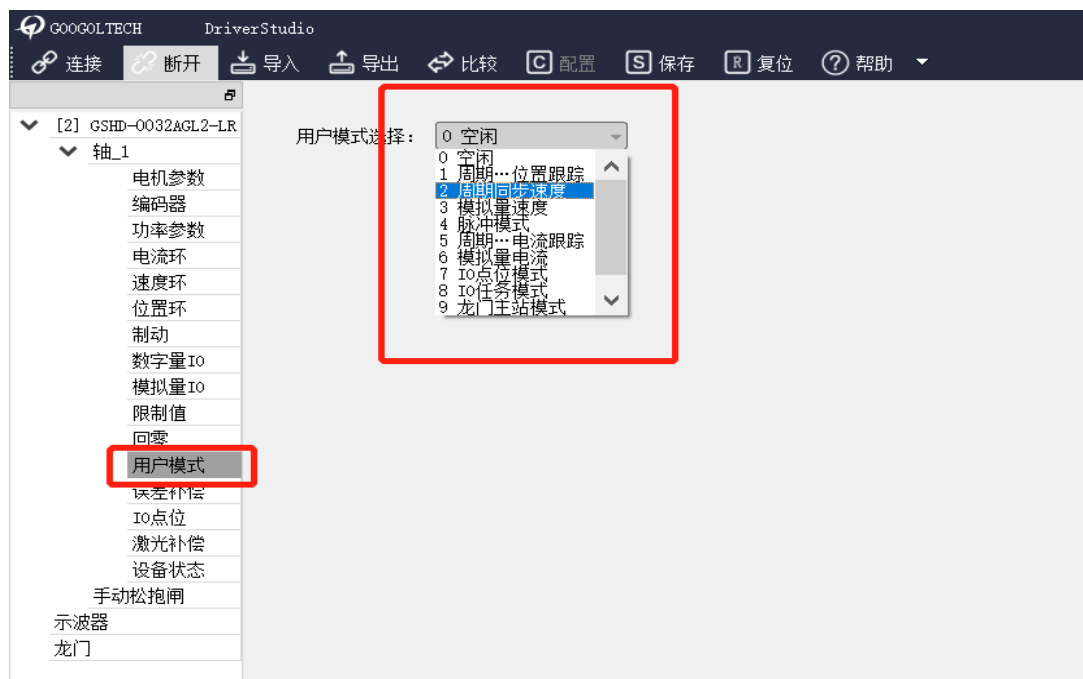 GOOGOLTECH DriverStudio
连接 断开 导入 导出 比较 C 配置 S 保存 R 复位 ? 帮助
[2] GSHD-0032AGL2-LR
轴_1
电机参数
编码器
功率参数
电流环
速度环
位置环
制动
数字量IO
模拟量IO
限制值
回零
用户模式
误差补偿
IO点位
激光补偿
设备状态
手动松抱闸
示波器
龙门
用户模式选择: 0 空闲
0 空闲
1 周期…位置跟踪
2 周期同步速度
3 模拟量速度
4 脉冲模式
5 周期…电流跟踪
6 模拟量电流
7 IO点位模式
8 IO任务模式
9 龙门主站模式